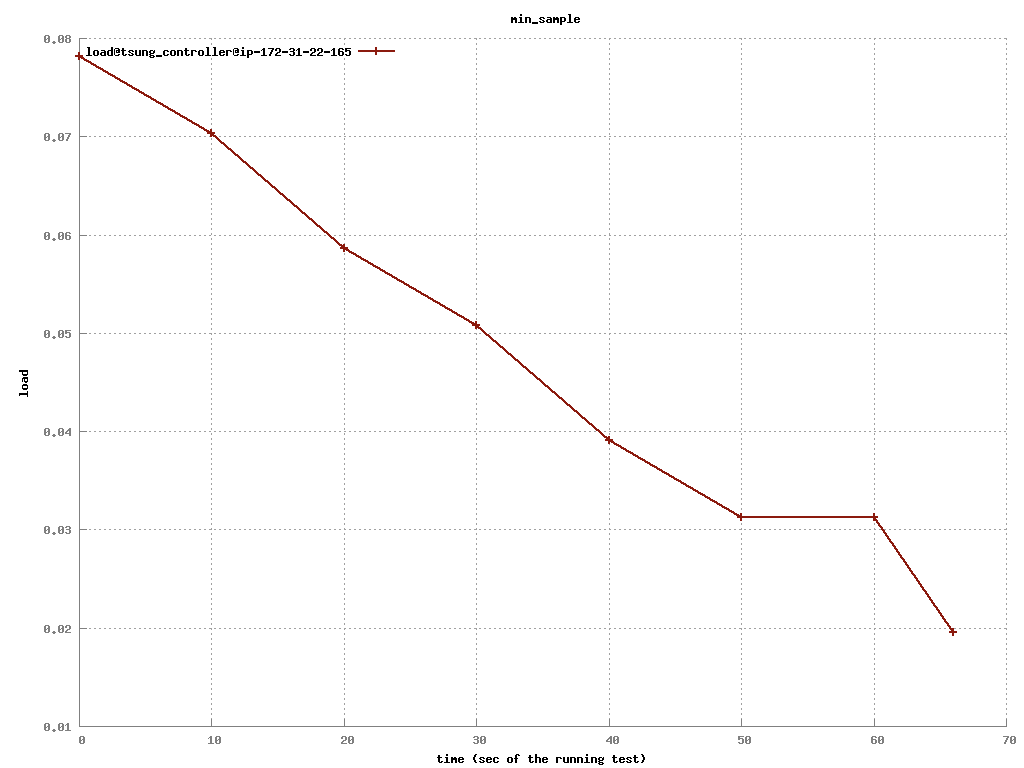 min_sample
load@tsung_controller@ip-172-31-22-165
0.08
0.07
0.06
0.05
0.04
0.03
0.02
0.01
load
0 10 20 30 40 50 60 70
time (sec of the running test)